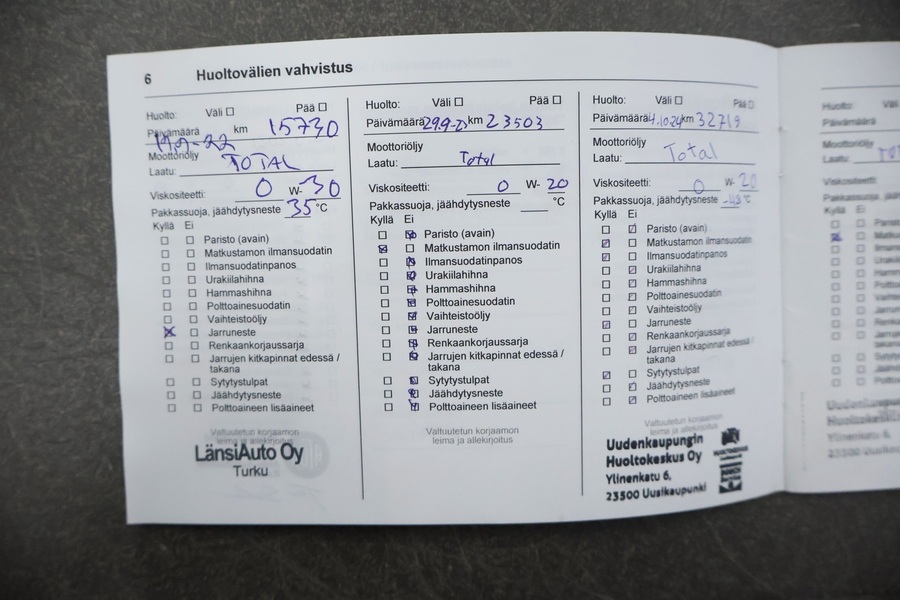 6 Huoltovälien vahvistus
Huolto: Väli ☐ Pää ☐
Päivämäärä km 15730
Moottoriöljy
Laatu: TOTAL
Viskositeetti: 0 W-30
Pakkassuoja, jäähdytysneste 35 °C
Kyllä Ei
Paristo (avain)
Matkustamon ilmansuodatin
Ilmansuodatinpanos
Urakiilahihna
Hammashihna
Polttoainesuodatin
Vaihteistoöljy
Jarruneste
Renkaankorjaussarja
Jarrujen kitkapinnat edessä /
takana
Sytytystulpat
Jäähdytysneste
Polttoaineen lisäaineet
Valtuutetun korjaamon
leima ja allekirjoitus
LänsiAuto Oy
Turku
Huolto: Väli ☐ Pää ☐
Päivämäärä 29.9-23 km 23503
Moottoriöljy
Laatu: Total
Viskositeetti: 0 W- 20
Pakkassuoja, jäähdytysneste °C
Kyllä Ei
Paristo (avain)
Matkustamon ilmansuodatin
Ilmansuodatinpanos
Urakiilahihna
Hammashihna
Polttoainesuodatin
Vaihteistoöljy
Jarruneste
Renkaankorjaussarja
Jarrujen kitkapinnat edessä /
takana
Sytytystulpat
Jäähdytysneste
Polttoaineen lisäaineet
Valtuutetun korjaamon
leima ja allekirjoitus
Huolto: Väli ☐ Pää ☐
Päivämäärä 4.10.24 km 32719
Moottoriöljy
Laatu: Total
Viskositeetti: 0 W- 20
Pakkassuoja, jäähdytysneste °C
Kyllä Ei
Paristo (avain)
Matkustamon ilmansuodatin
Ilmansuodatinpanos
Urakiilahihna
Hammashihna
Polttoainesuodatin
Vaihteistoöljy
Jarruneste
Renkaankorjaussarja
Jarrujen kitkapinnat edessä /
takana
Sytytystulpat
Jäähdytysneste
Polttoaineen lisäaineet
Valtuutetun korjaamon
leima ja allekirjoitus
Uudenkaupungin
Huoltokeskus Oy
Ylinenkatu 6,
23500 Uusikaupunki
Huolto:
Päivämäärä
Moottoriöljy
Laatu: